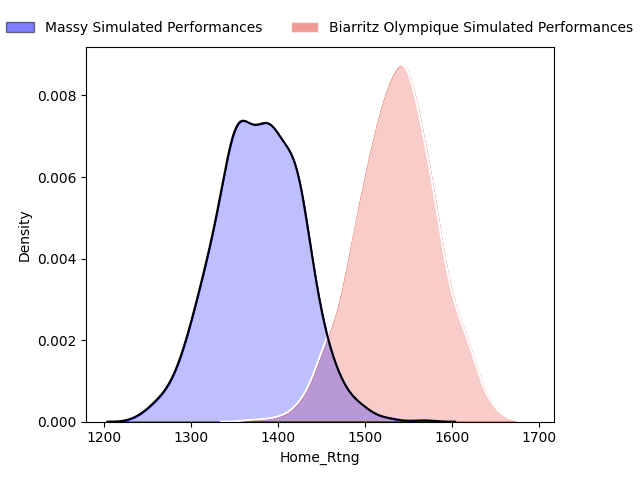 Massy Simulated Performances Biarritz Olympique Simulated Performances
0.008
0.006
0.004
0.002
0.000
Density
1200 1300 1400 1500 1600 1700
Home_Rtng